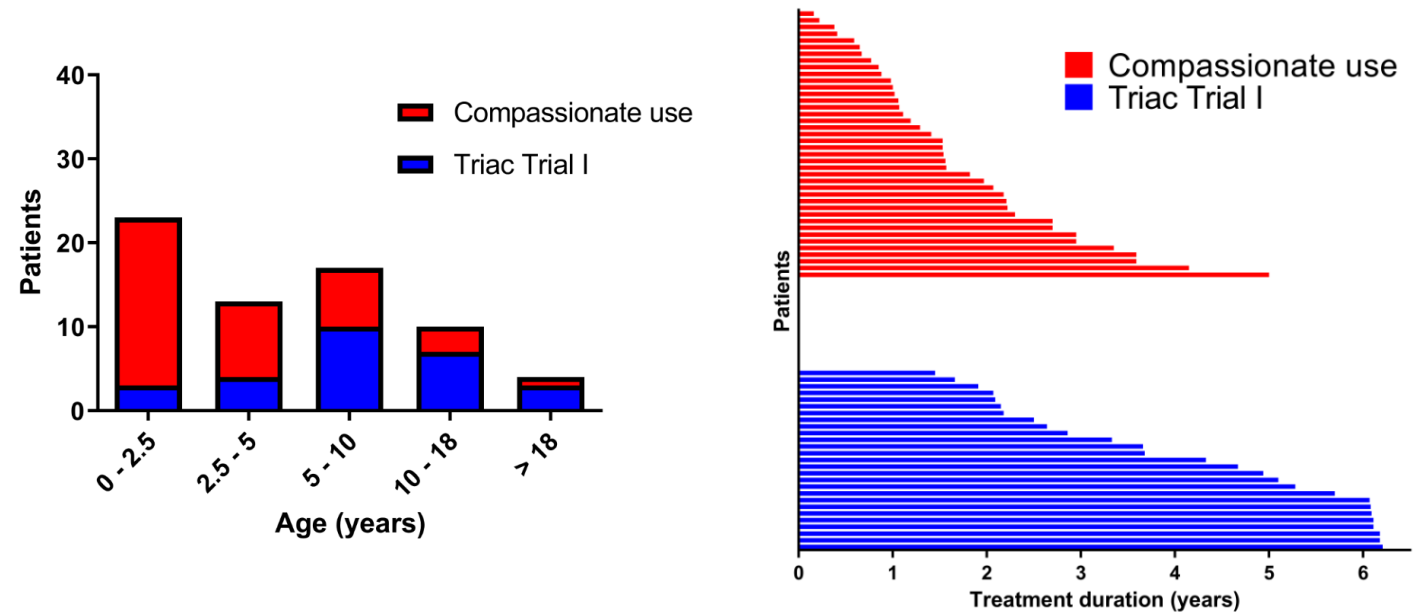 40
30
20
10
0
Patients
Compassionate use
Triac Trial I
0 - 2.5
2.5 - 5
5 - 10
10 - 18
> 18
Age (years)
Compassionate use
Triac Trial I
Patients
0 1 2 3 4 5 6
Treatment duration (years)